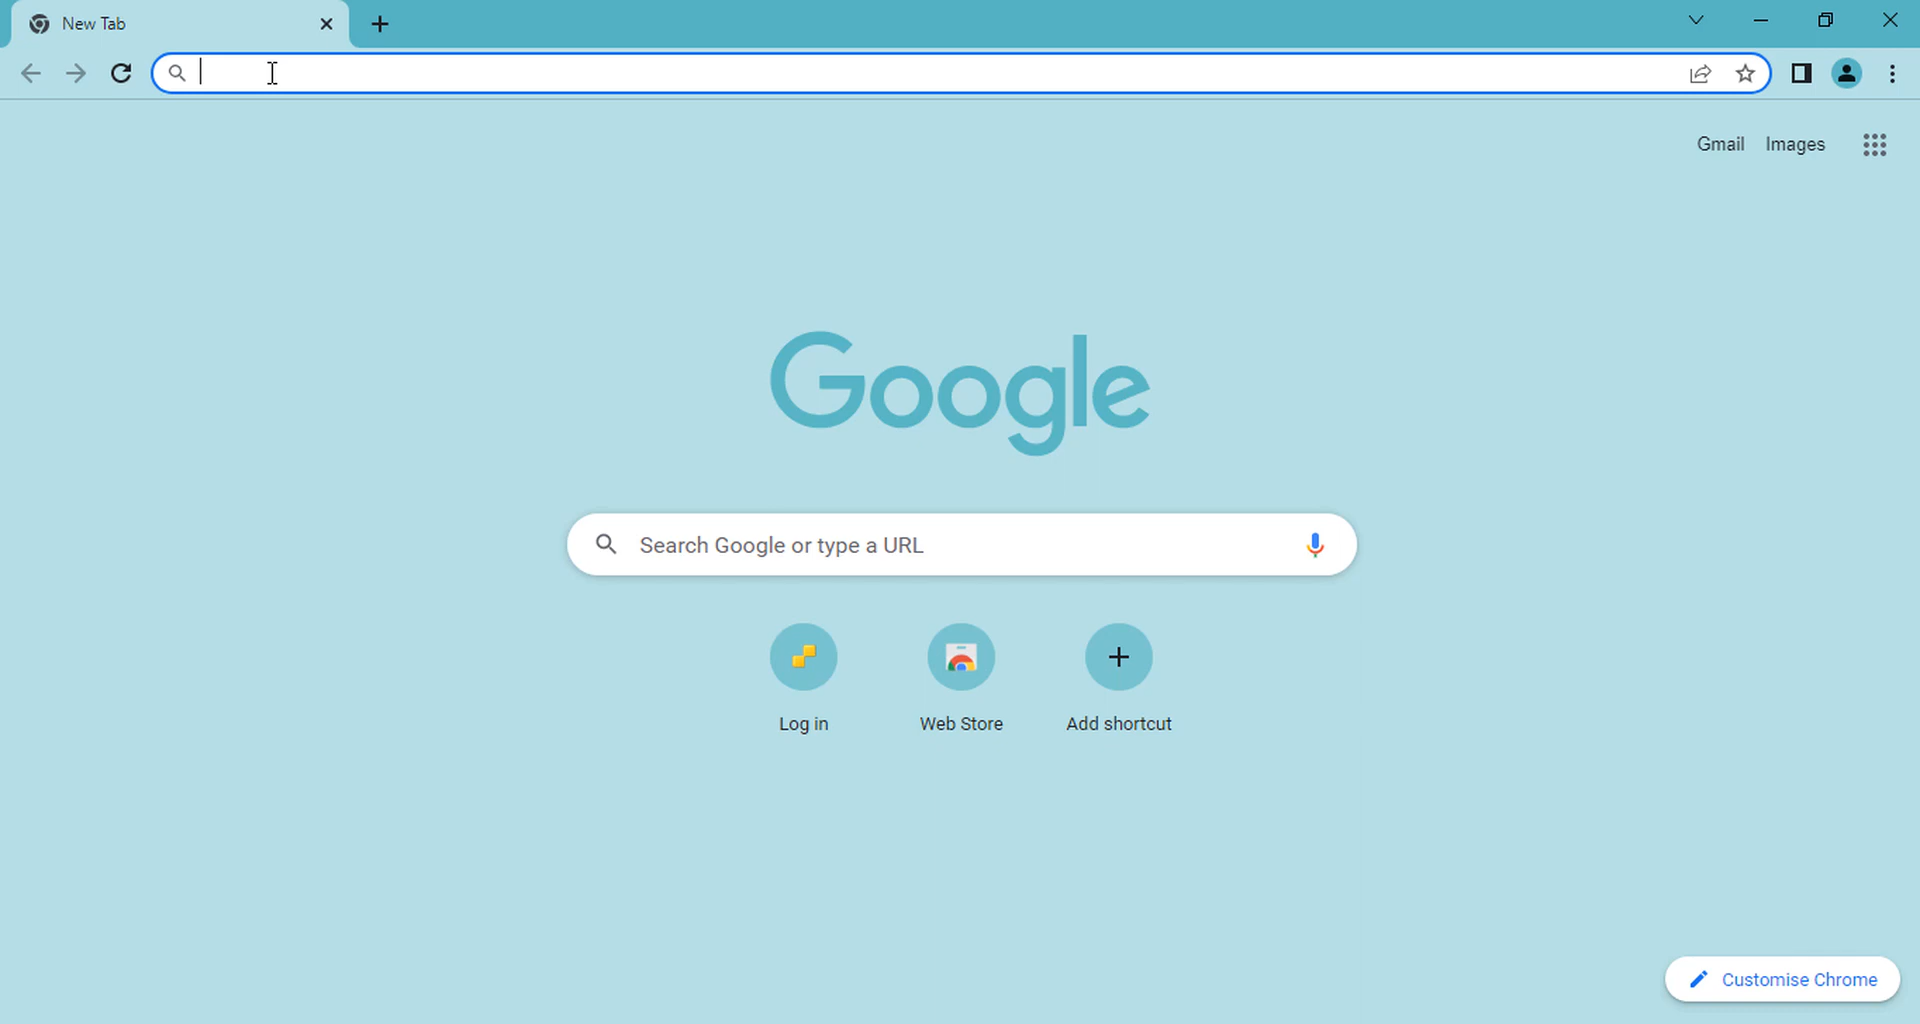 New Tab
Gmail Images
Google
Search Google or type a URL
Log in
Web Store
Add shortcut
Customise Chrome